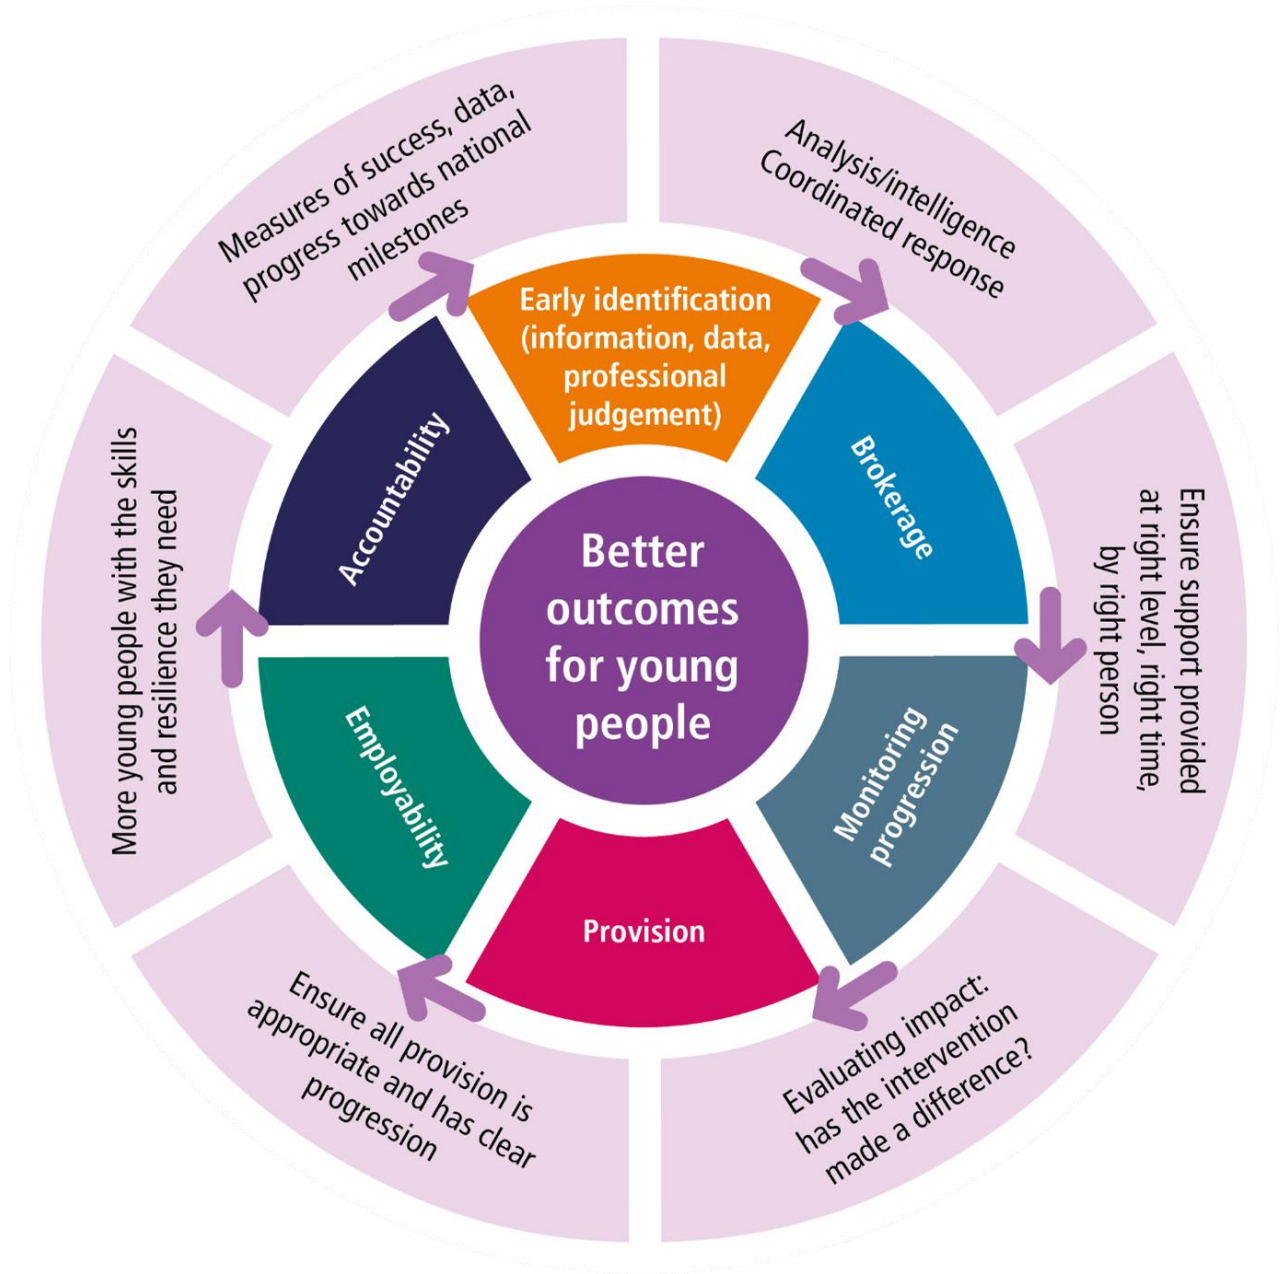 Better
outcomes
for young
people
Early identification
(information, data,
professional
judgement)
Brokerage
Monitoring
progression
Provision
Employability
Accountability
Analysis/intelligence
Coordinated response
Ensure support provided
at right level, right time,
by right person
Evaluating impact:
has the intervention
made a difference?
Ensure all provision is
appropriate and has clear
progression
More young people with the skills
and resilience they need
Measures of success, data,
progress towards national
milestones